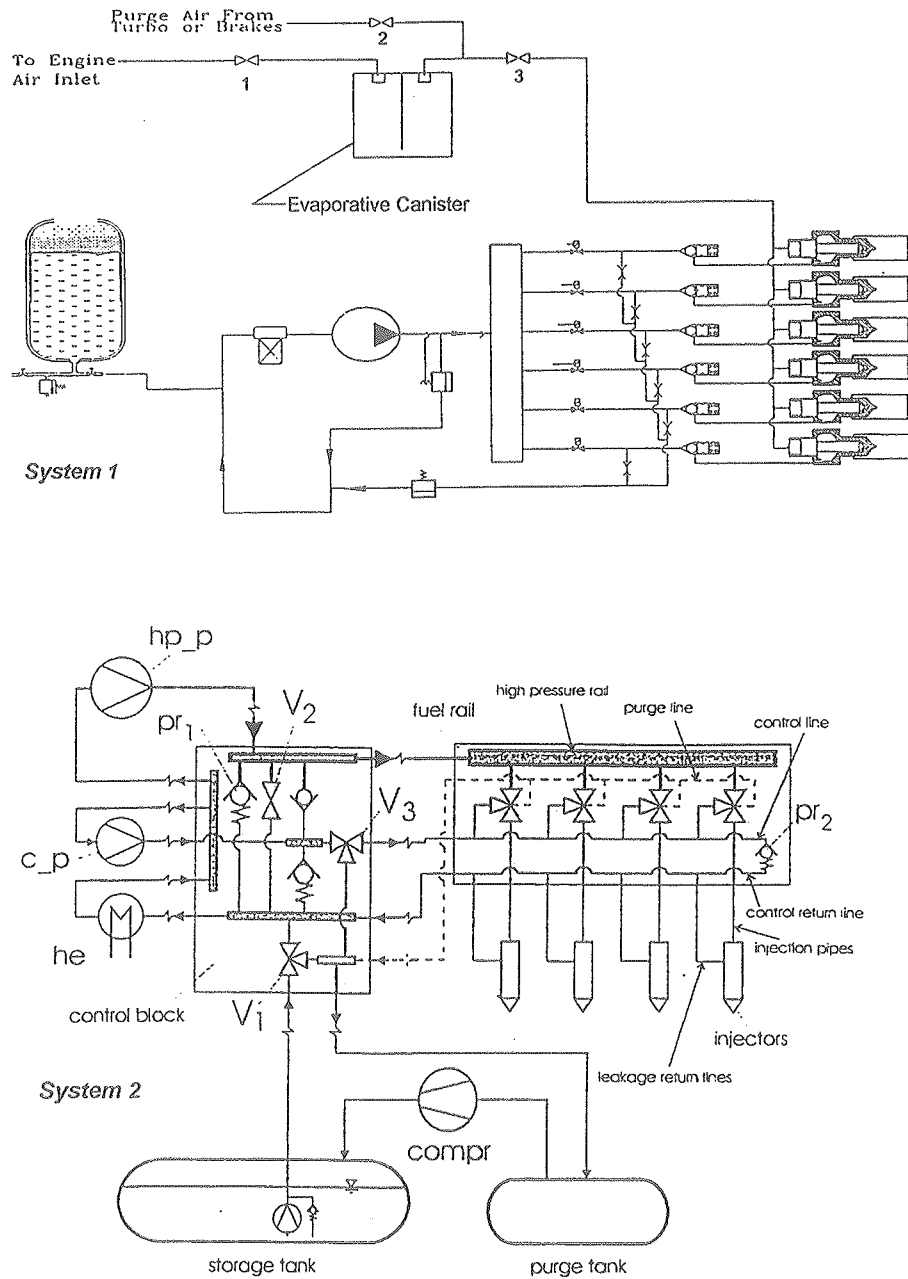 Purge Air From
Turbo or Brakes
2
To Engine
Air Inlet
1
3
Evaporative Canister
System 1
hp_p
pr1
V2
fuel rail
high pressure rail
purge line
control line
V3
pr2
c_p
he
control return line
injection pipes
control block
V1
injectors
leakage return lines
System 2
compr
storage tank
purge tank